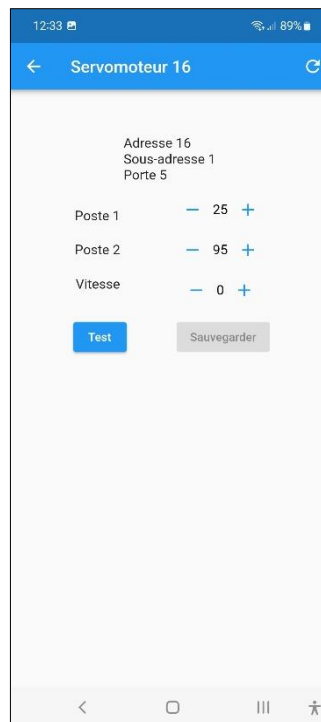 12:33 89%
Servomoteur 16
Adresse 16
Sous-adresse 1
Porte 5
Poste 1 — 25 +
Poste 2 — 95 +
Vitesse — 0 +
Test Sauvegarder